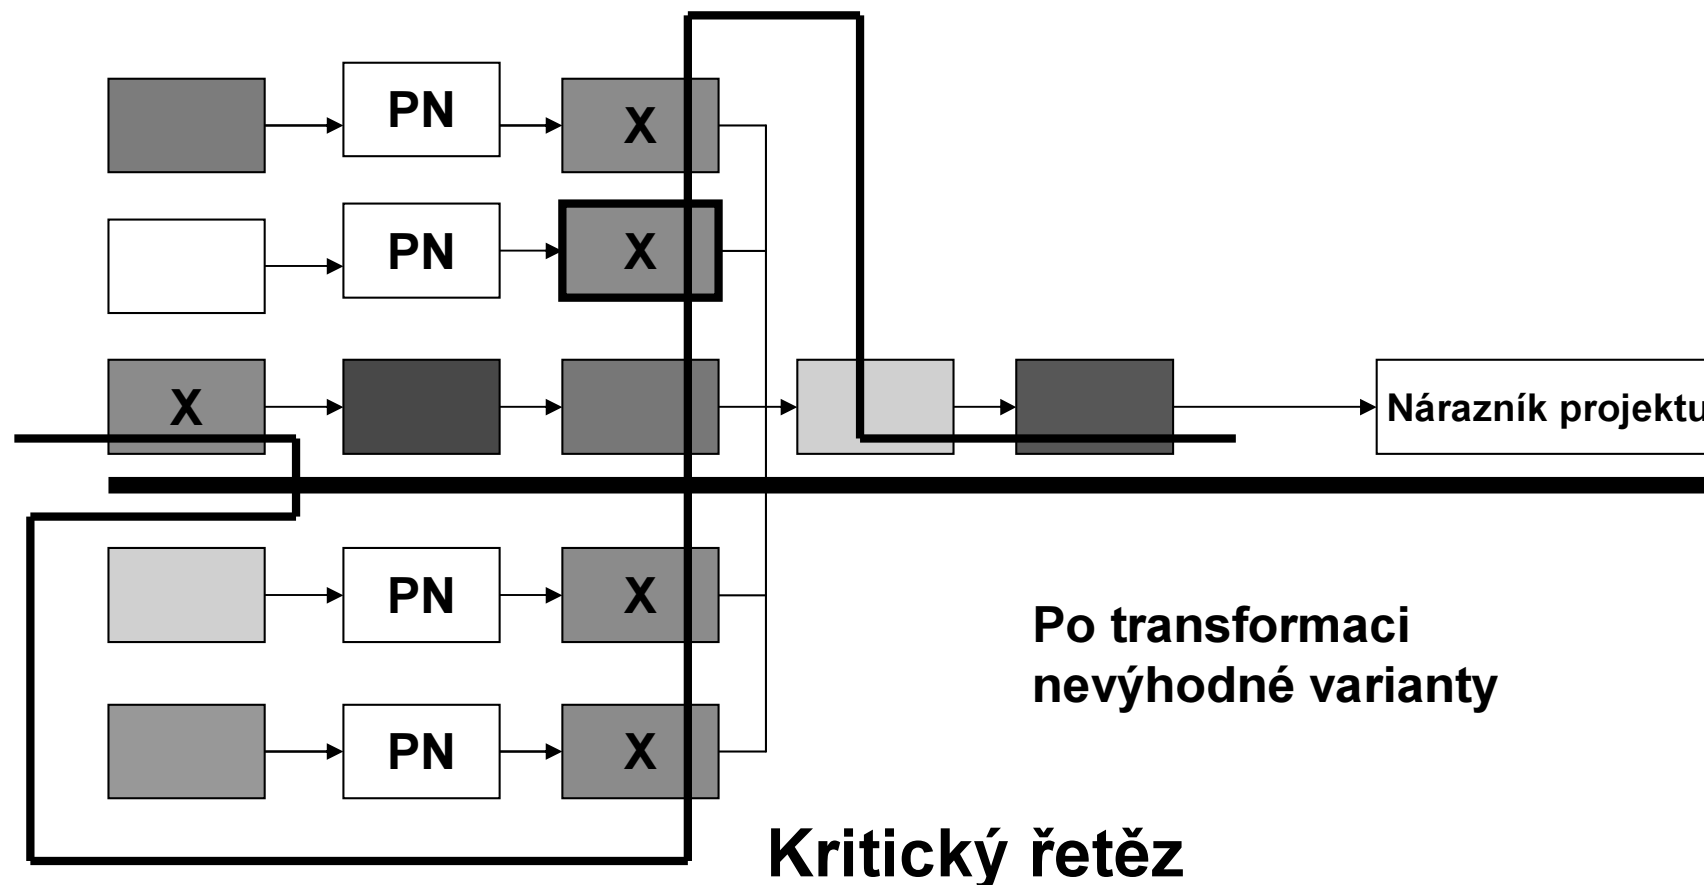 PN X
PN X
X Nárazník projektu
PN X
Po transformaci
nevýhodné varianty
PN X
Kritický řetěz